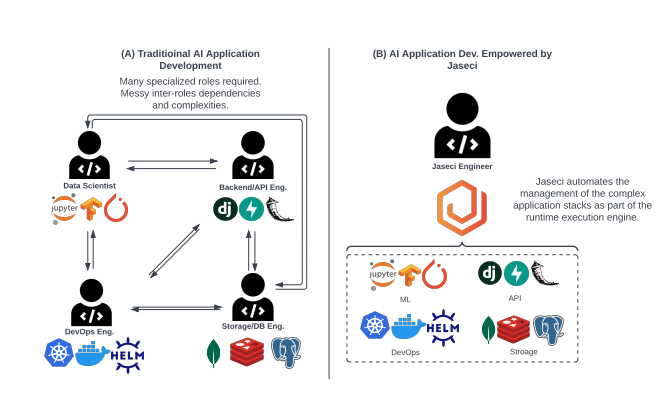 (A) Traditioinal AI Application
Development
Many specialized roles required.
Messy inter-roles dependencies
and complexities.
Data Scientist
Backend/API Eng.
jupyter
dj
DevOps Eng.
Storage/DB Eng.
HELM
(B) AI Application Dev. Empowered by
Jaseci
Jaseci Engineer
Jaseci automates the
management of the complex
application stacks as part of the
runtime execution engine.
jupyter
dj
ML
API
HELM
DevOps
Stroage